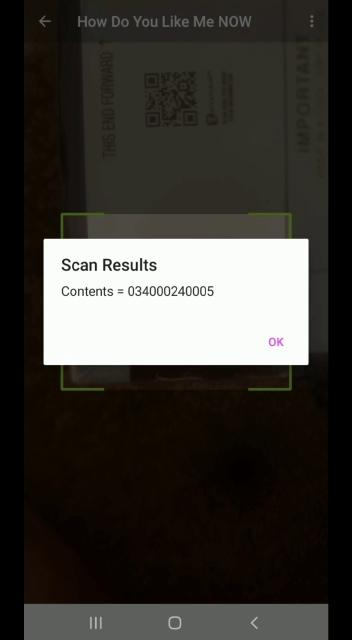 How Do You Like Me NOW
THIS END FORWARD
IMPORTANT
Scan Results
Contents = 034000240005
OK